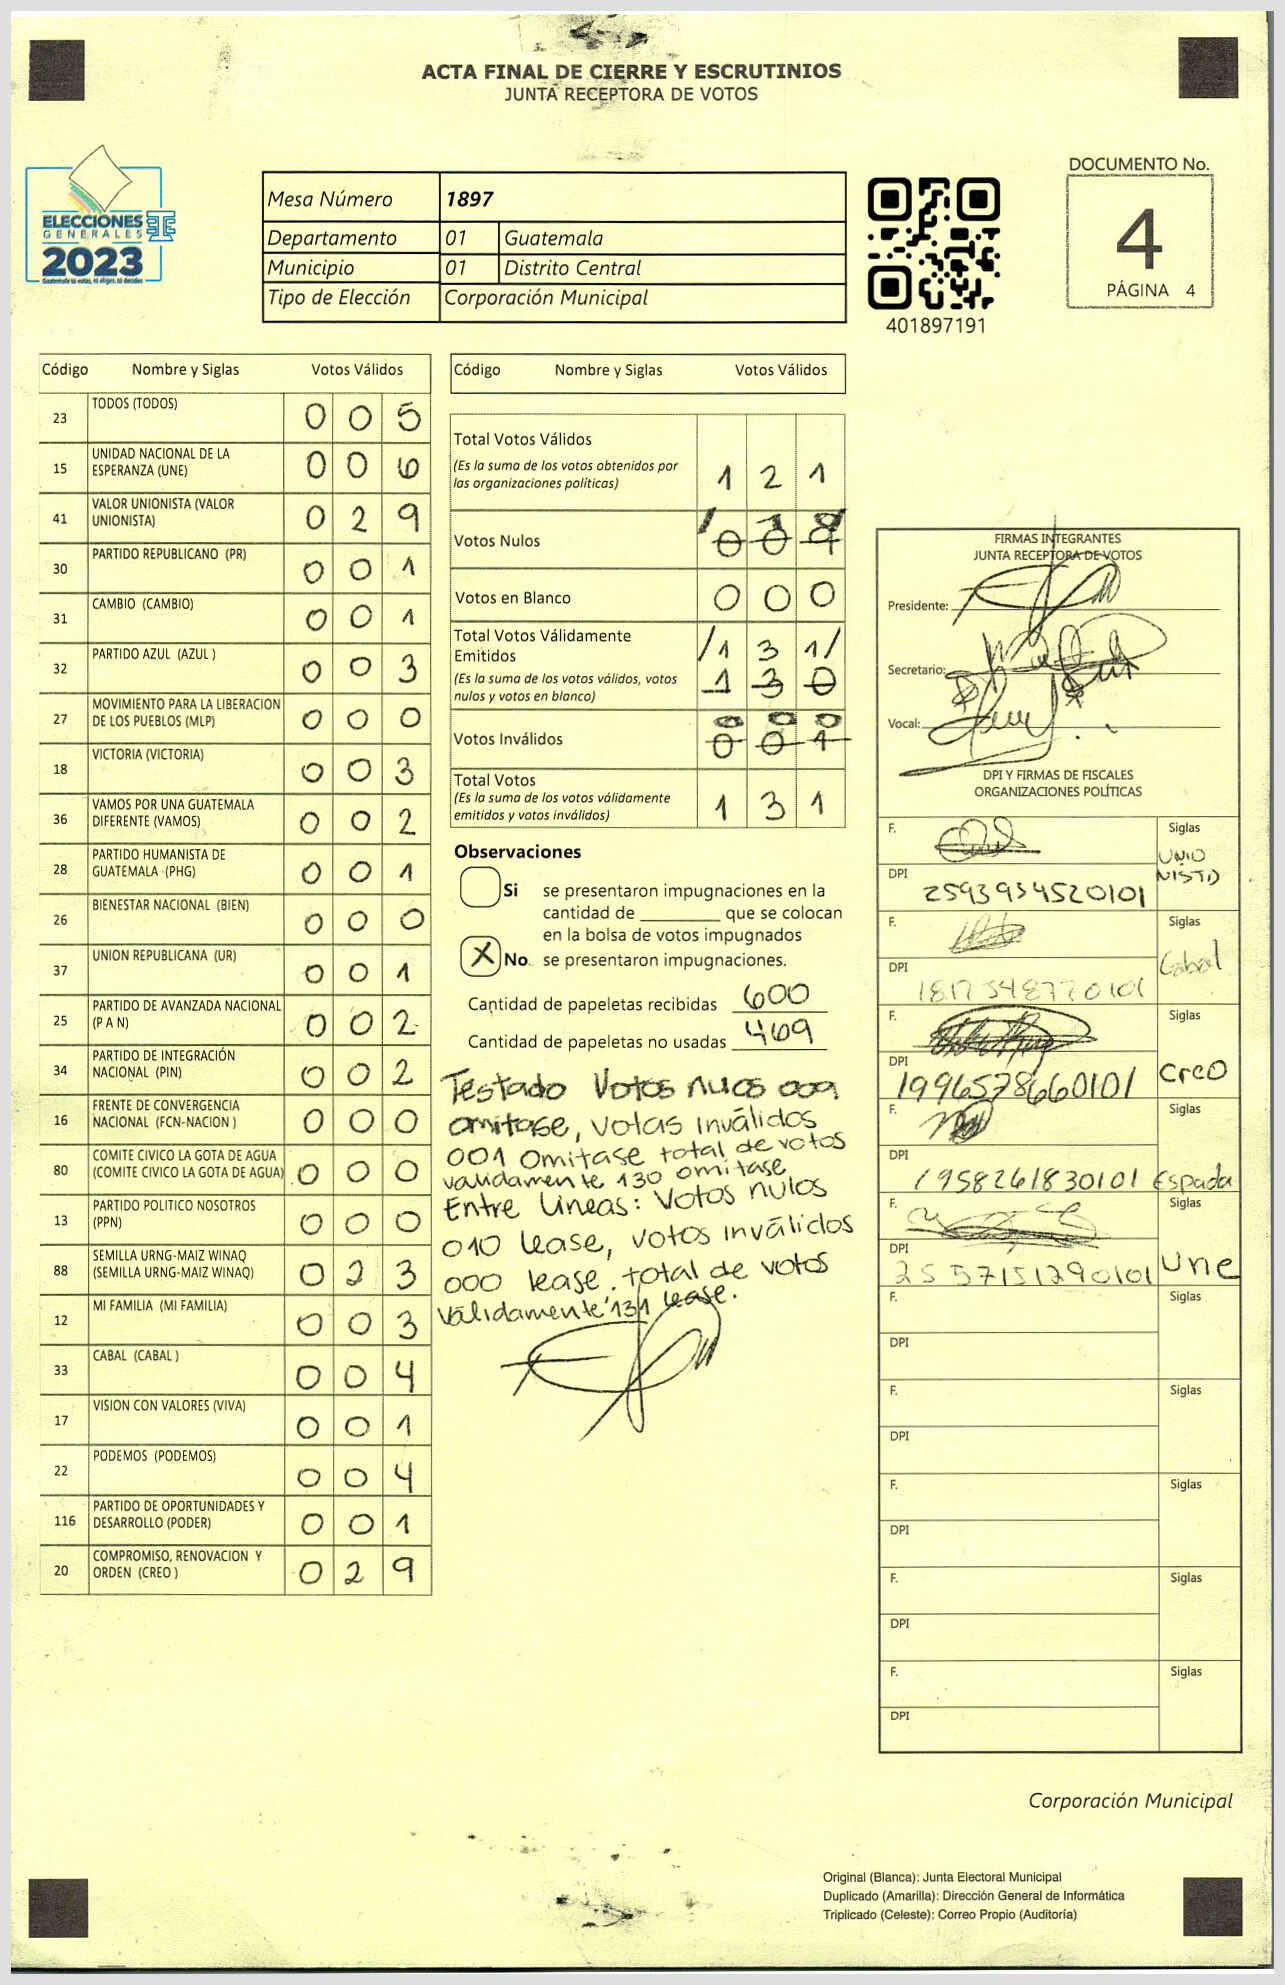 ACTA FINAL DE CIERRE Y ESCRUTINIOS
JUNTA RECEPTORA DE VOTOS
ELECCIONES
GENERALES
2023
Guatemala tú votas, tú eliges, tú decides
Mesa Número 1897
Departamento 01 Guatemala
Municipio 01 Distrito Central
Tipo de Elección Corporación Municipal
401897191
DOCUMENTO No.
4
PÁGINA 4
Código Nombre y Siglas Votos Válidos
23 TODOS (TODOS) 0 0 5
15 UNIDAD NACIONAL DE LA ESPERANZA (UNE) 0 0 6
41 VALOR UNIONISTA (VALOR UNIONISTA) 0 2 9
30 PARTIDO REPUBLICANO (PR) 0 0 1
31 CAMBIO (CAMBIO) 0 0 1
32 PARTIDO AZUL (AZUL ) 0 0 3
27 MOVIMIENTO PARA LA LIBERACION DE LOS PUEBLOS (MLP) 0 0 0
18 VICTORIA (VICTORIA) 0 0 3
36 VAMOS POR UNA GUATEMALA DIFERENTE (VAMOS) 0 0 2
28 PARTIDO HUMANISTA DE GUATEMALA (PHG) 0 0 1
26 BIENESTAR NACIONAL (BIEN) 0 0 0
37 UNION REPUBLICANA (UR) 0 0 1
25 PARTIDO DE AVANZADA NACIONAL (P A N) 0 0 2
34 PARTIDO DE INTEGRACIÓN NACIONAL (PIN) 0 0 2
16 FRENTE DE CONVERGENCIA NACIONAL (FCN-NACION ) 0 0 0
80 COMITE CIVICO LA GOTA DE AGUA (COMITE CIVICO LA GOTA DE AGUA) 0 0 0
13 PARTIDO POLITICO NOSOTROS (PPN) 0 0 0
88 SEMILLA URNG-MAIZ WINAQ (SEMILLA URNG-MAIZ WINAQ) 0 2 3
12 MI FAMILIA (MI FAMILIA) 0 0 3
33 CABAL (CABAL ) 0 0 4
17 VISION CON VALORES (VIVA) 0 0 1
22 PODEMOS (PODEMOS) 0 0 4
116 PARTIDO DE OPORTUNIDADES Y DESARROLLO (PODER) 0 0 1
20 COMPROMISO, RENOVACION Y ORDEN (CREO ) 0 2 9
Código Nombre y Siglas Votos Válidos
Total Votos Válidos 1 2 1
(Es la suma de los votos obtenidos por
las organizaciones políticas)
Votos Nulos
Votos en Blanco 0 0 0
Total Votos Válidamente
Emitidos /1 3 1/
(Es la suma de los votos válidos, votos
nulos y votos en blanco) 1 3 0
Votos Inválidos 0 0 0
0 0 1
Total Votos 1 3 1
(Es la suma de los votos válidamente
emitidos y votos inválidos)
Observaciones
Si se presentaron impugnaciones en la
cantidad de ________ que se colocan
en la bolsa de votos impugnados
X No se presentaron impugnaciones.
Cantidad de papeletas recibidas 600
Cantidad de papeletas no usadas 469
Testado Votos nulos 009
omitase, votos inválidos
001 omitase total de votos
validamente 130 omitase
Entre Líneas: Votos nulos
010 lease, votos inválidos
000 lease. total de votos
válidamente 131 lease.
FIRMAS INTEGRANTES
JUNTA RECEPTORA DE VOTOS
Presidente:
Secretario:
Vocal:
DPI Y FIRMAS DE FISCALES
ORGANIZACIONES POLÍTICAS
F. Siglas
UNIO
NISTA
DPI 2593934520101
F. Siglas
Cabal
DPI
F. Siglas
CREO
DPI 1996578660101
F. Siglas
Espada
DPI 1958261830101
F. Siglas
Une
DPI 2557151290101
F. Siglas
DPI
F. Siglas
DPI
F. Siglas
DPI
F. Siglas
DPI
F. Siglas
DPI
Corporación Municipal
Original (Blanca): Junta Electoral Municipal
Duplicado (Amarilla): Dirección General de Informática
Triplicado (Celeste): Correo Propio (Auditoría)